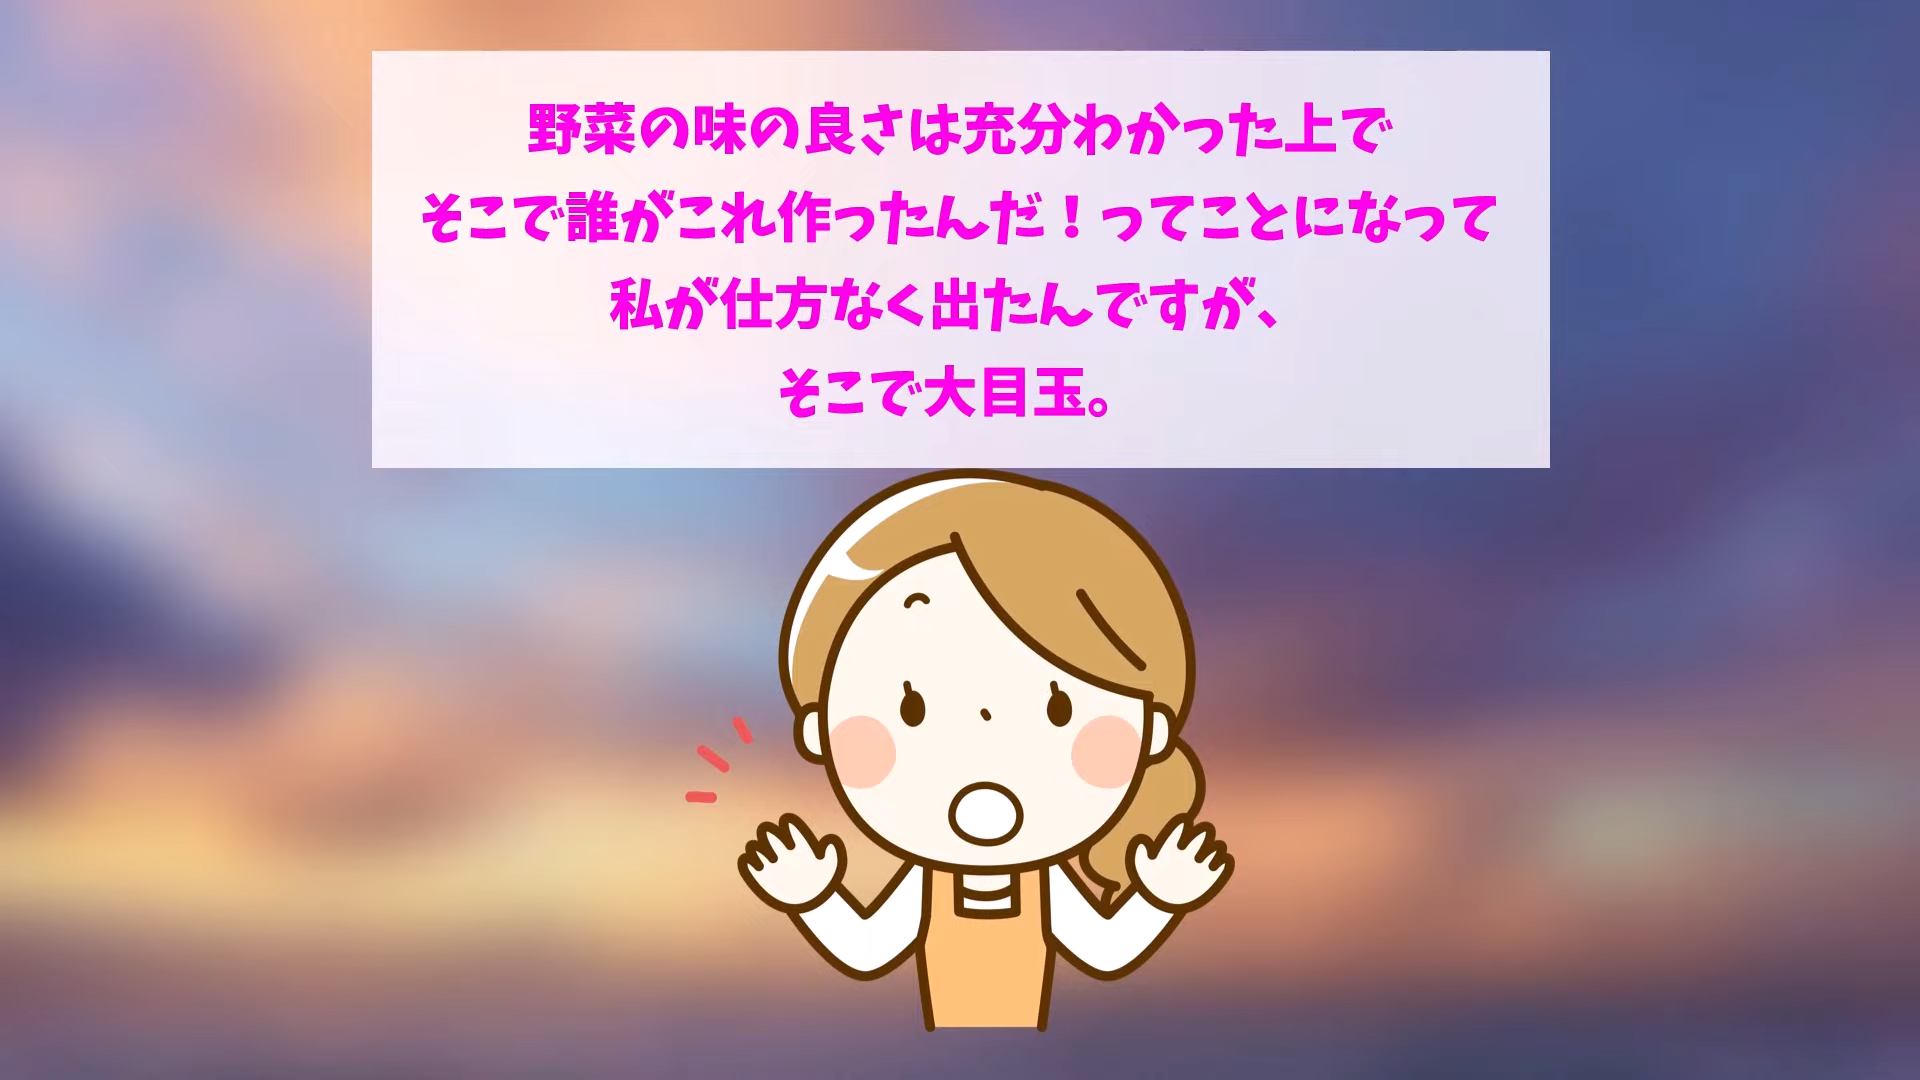 野菜の味の良さは充分わかった上で
そこで誰がこれ作ったんだ！ってことになって
私が仕方なく出たんですが、
そこで大目玉。